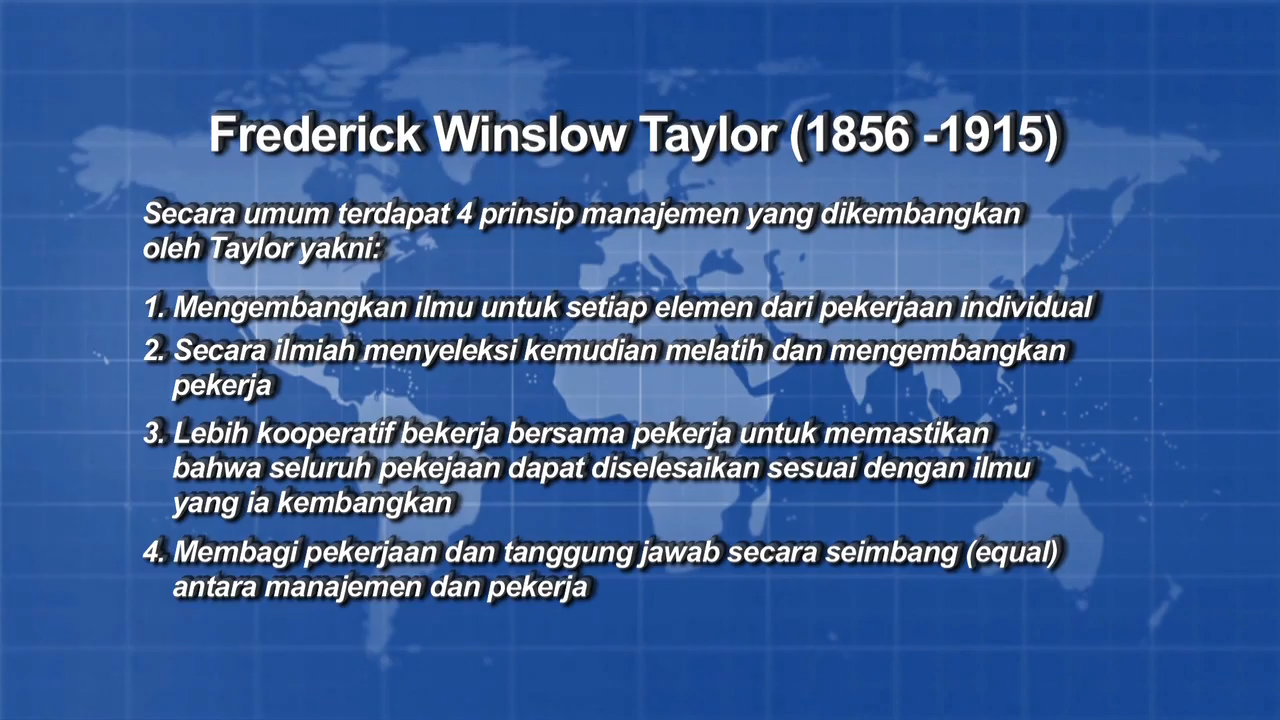 Frederick Winslow Taylor (1856 -1915)
Secara umum terdapat 4 prinsip manajemen yang dikembangkan
oleh Taylor yakni:
1. Mengembangkan ilmu untuk setiap elemen dari pekerjaan individual
2. Secara ilmiah menyeleksi kemudian melatih dan mengembangkan
pekerja
3. Lebih kooperatif bekerja bersama pekerja untuk memastikan
bahwa seluruh pekejaan dapat diselesaikan sesuai dengan ilmu
yang ia kembangkan
4. Membagi pekerjaan dan tanggung jawab secara seimbang (equal)
antara manajemen dan pekerja